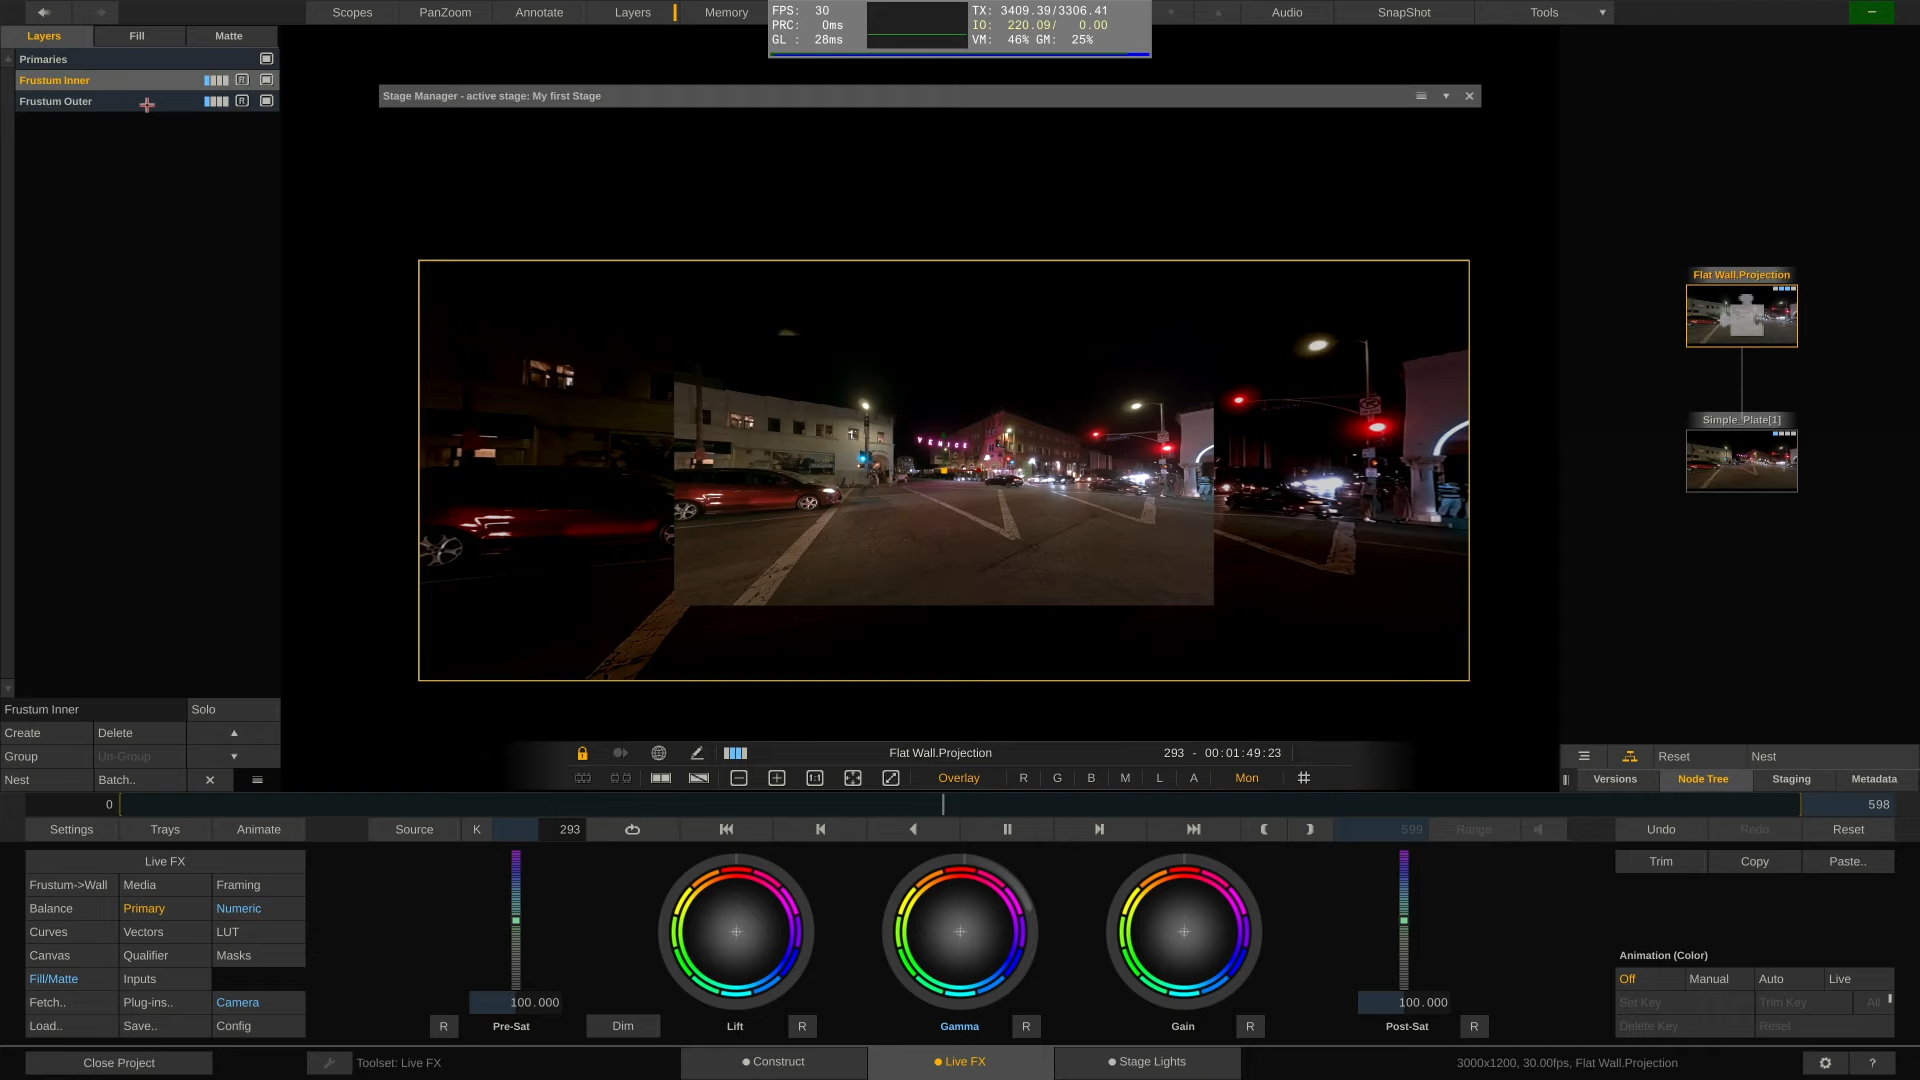 Scopes PanZoom Annotate Layers Memory
FPS: 30
PRC: 0ms
GL : 28ms
TX: 3409.39/3306.41
IO: 220.09/ 0.00
VM: 46% GM: 25%
Audio SnapShot Tools
Layers Fill Matte
Primaries
Frustum Inner R
Frustum Outer R
Stage Manager - active stage: My first Stage
VENICE
Flat Wall.Projection
Simple_Plate[1]
Frustum Inner Solo
Create Delete
Group Un-Group
Nest Batch..
Flat Wall.Projection 293 - 00:01:49:23
1:1 Overlay R G B M L A Mon
Reset Nest
Versions Node Tree Staging Metadata
0 598
Settings Trays Animate Source K 293 599 Range Undo Redo Reset
Live FX
Frustum->Wall Media Framing
Balance Primary Numeric
Curves Vectors LUT
Canvas Qualifier Masks
Fill/Matte Inputs
Fetch.. Plug-ins.. Camera
Load.. Save.. Config
100.000
R Pre-Sat Dim Lift R Gamma R Gain R
100.000
Post-Sat R
Trim Copy Paste..
Animation (Color)
Off Manual Auto Live
Set Key Trim Key All
Delete Key Reset
Close Project Toolset: Live FX Construct Live FX Stage Lights 3000x1200, 30.00fps, Flat Wall.Projection ?